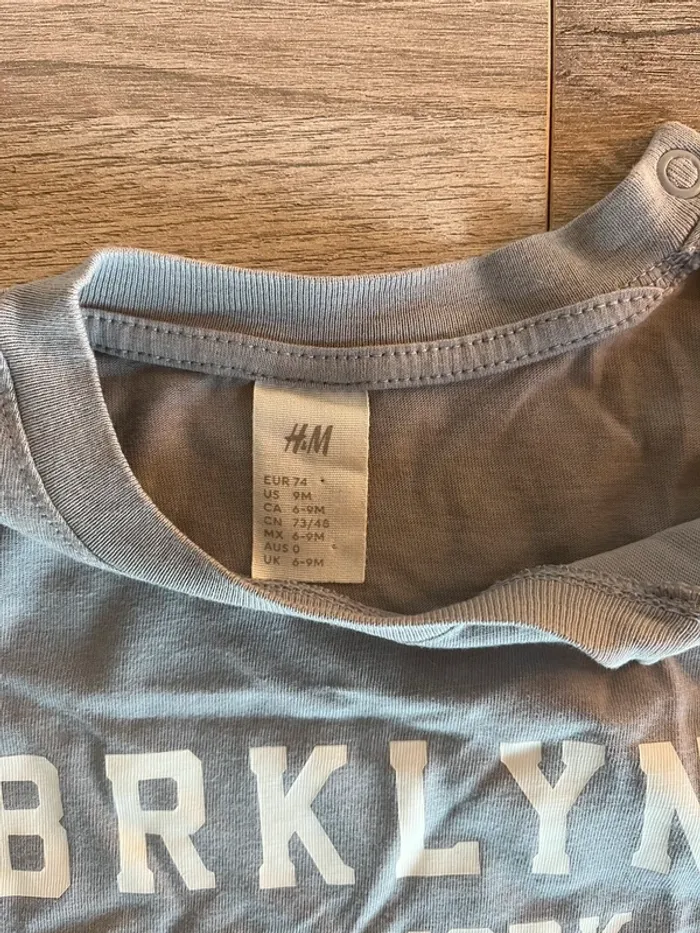 H&M
EUR 74
US 9M
CA 6-9M
CN 73/48
MX 6-9M
AUS 0
UK 6-9M
BRKLYN